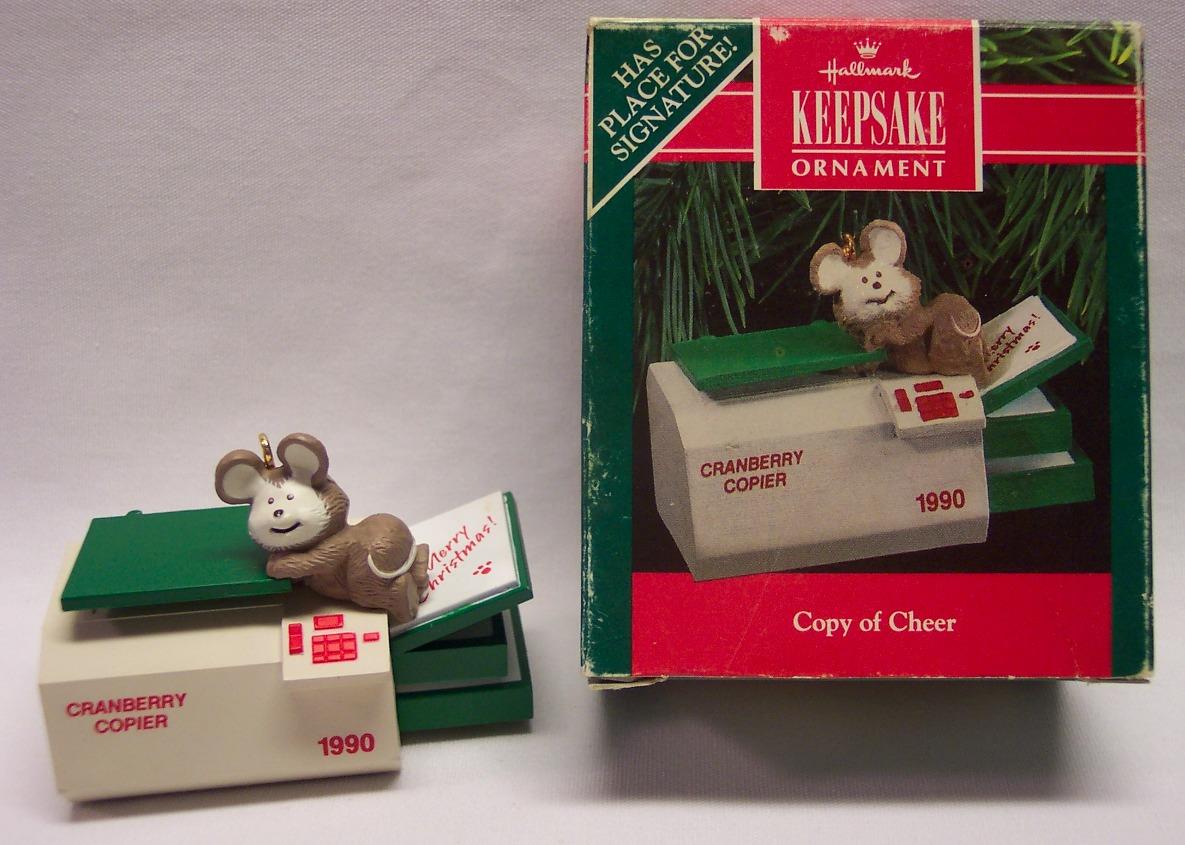 HAS
PLACE FOR
SIGNATURE!
Hallmark
KEEPSAKE
ORNAMENT
Christmas!
CRANBERRY
COPIER
1990
Copy of Cheer
Merry
Christmas!
CRANBERRY
COPIER
1990